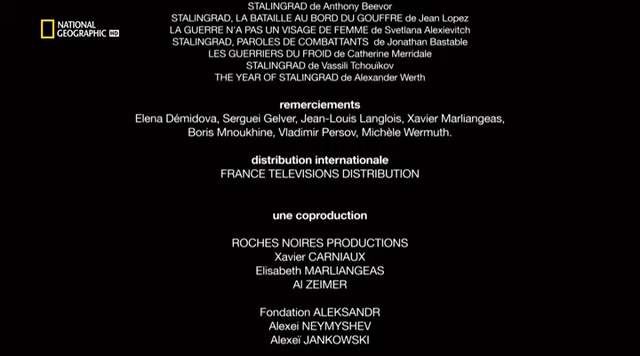 NATIONAL
GEOGRAPHIC HD
STALINGRAD de Anthony Beevor
STALINGRAD, LA BATAILLE AU BORD DU GOUFFRE de Jean Lopez
LA GUERRE N'A PAS UN VISAGE DE FEMME de Svetlana Alexievitch
STALINGRAD, PAROLES DE COMBATTANTS de Jonathan Bastable
LES GUERRIERS DU FROID de Catherine Merridale
STALINGRAD de Vassili Tchouïkov
THE YEAR OF STALINGRAD de Alexander Werth
remerciements
Elena Démidova, Serguei Gelver, Jean-Louis Langlois, Xavier Marliangeas,
Boris Mnoukhine, Vladimir Persov, Michèle Wermuth.
distribution internationale
FRANCE TELEVISIONS DISTRIBUTION
une coproduction
ROCHES NOIRES PRODUCTIONS
Xavier CARNIAUX
Elisabeth MARLIANGEAS
Al ZEIMER
Fondation ALEKSANDR
Alexei NEYMYSHEV
Alexeï JANKOWSKI